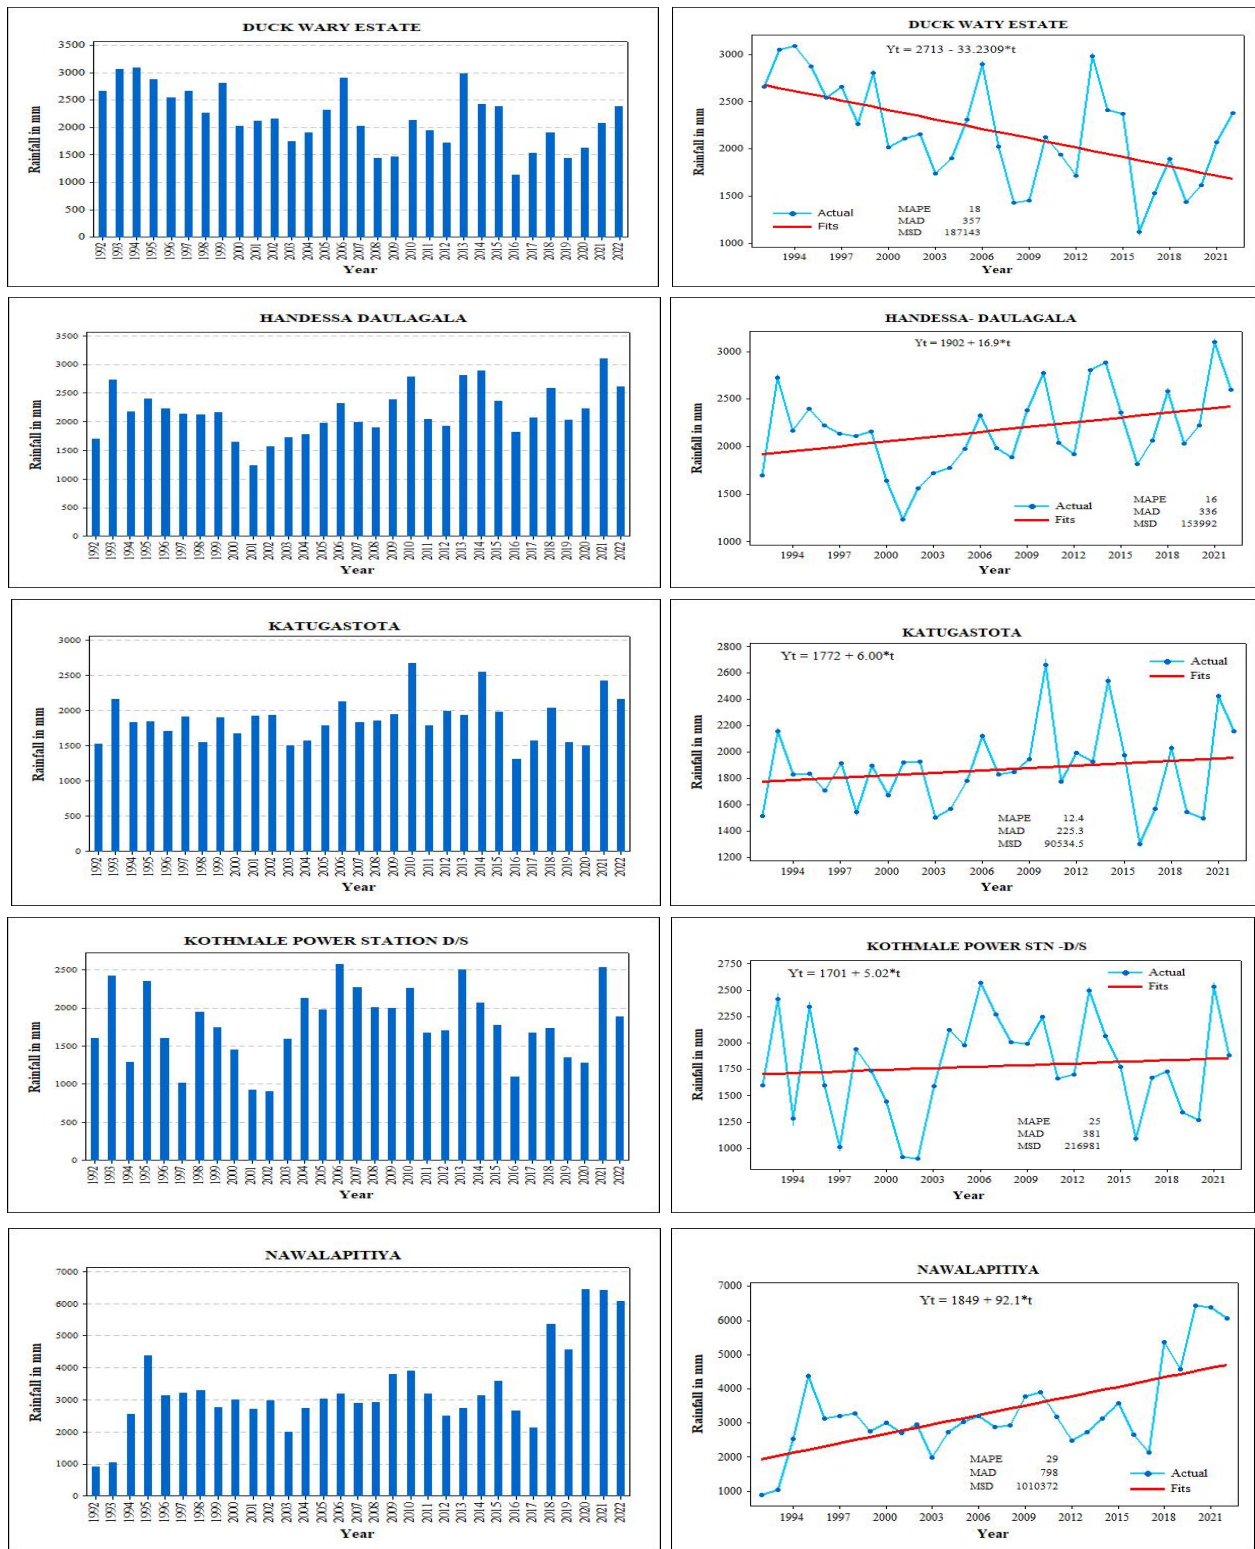 DUCK WARY ESTATE
3500
3000
2500
2000
1500
1000
500
0
Rainfall in mm
1992 1993 1994 1995 1996 1997 1998 1999 2000 2001 2002 2003 2004 2005 2006 2007 2008 2009 2010 2011 2012 2013 2014 2015 2016 2017 2018 2019 2020 2021 2022
Year
DUCK WATY ESTATE
Yt = 2713 - 33.2309*t
3000
2500
2000
1500
1000
Rainfall in mm
Actual
Fits
MAPE 18
MAD 357
MSD 187143
1994 1997 2000 2003 2006 2009 2012 2015 2018 2021
Year
HANDESSA DAULAGALA
3500
3000
2500
2000
1500
1000
500
0
Rainfall in mm
1992 1993 1994 1995 1996 1997 1998 1999 2000 2001 2002 2003 2004 2005 2006 2007 2008 2009 2010 2011 2012 2013 2014 2015 2016 2017 2018 2019 2020 2021 2022
Year
HANDESSA- DAULAGALA
Yt = 1902 + 16.9*t
3000
2500
2000
1500
1000
Rainfall in mm
Actual
Fits
MAPE 16
MAD 336
MSD 153992
1994 1997 2000 2003 2006 2009 2012 2015 2018 2021
Year
KATUGASTOTA
3000
2500
2000
1500
1000
500
0
Rainfall in mm
1992 1993 1994 1995 1996 1997 1998 1999 2000 2001 2002 2003 2004 2005 2006 2007 2008 2009 2010 2011 2012 2013 2014 2015 2016 2017 2018 2019 2020 2021 2022
Year
KATUGASTOTA
Yt = 1772 + 6.00*t
2800
2600
2400
2200
2000
1800
1600
1400
1200
Rainfall in mm
Actual
Fits
MAPE 12.4
MAD 225.3
MSD 90534.5
1994 1997 2000 2003 2006 2009 2012 2015 2018 2021
Year
KOTHMALE POWER STATION D/S
2500
2000
1500
1000
500
0
Rainfall in mm
1992 1993 1994 1995 1996 1997 1998 1999 2000 2001 2002 2003 2004 2005 2006 2007 2008 2009 2010 2011 2012 2013 2014 2015 2016 2017 2018 2019 2020 2021 2022
Year
KOTHMALE POWER STN -D/S
Yt = 1701 + 5.02*t
2750
2500
2250
2000
1750
1500
1250
1000
Rainfall in mm
Actual
Fits
MAPE 25
MAD 381
MSD 216981
1994 1997 2000 2003 2006 2009 2012 2015 2018 2021
Year
NAWALAPITIYA
7000
6000
5000
4000
3000
2000
1000
0
Rainfall in mm
1992 1993 1994 1995 1996 1997 1998 1999 2000 2001 2002 2003 2004 2005 2006 2007 2008 2009 2010 2011 2012 2013 2014 2015 2016 2017 2018 2019 2020 2021 2022
Year
NAWALAPITIYA
Yt = 1849 + 92.1*t
7000
6000
5000
4000
3000
2000
1000
Rainfall in mm
MAPE 29
MAD 798
MSD 1010372
Actual
Fits
1994 1997 2000 2003 2006 2009 2012 2015 2018 2021
Year